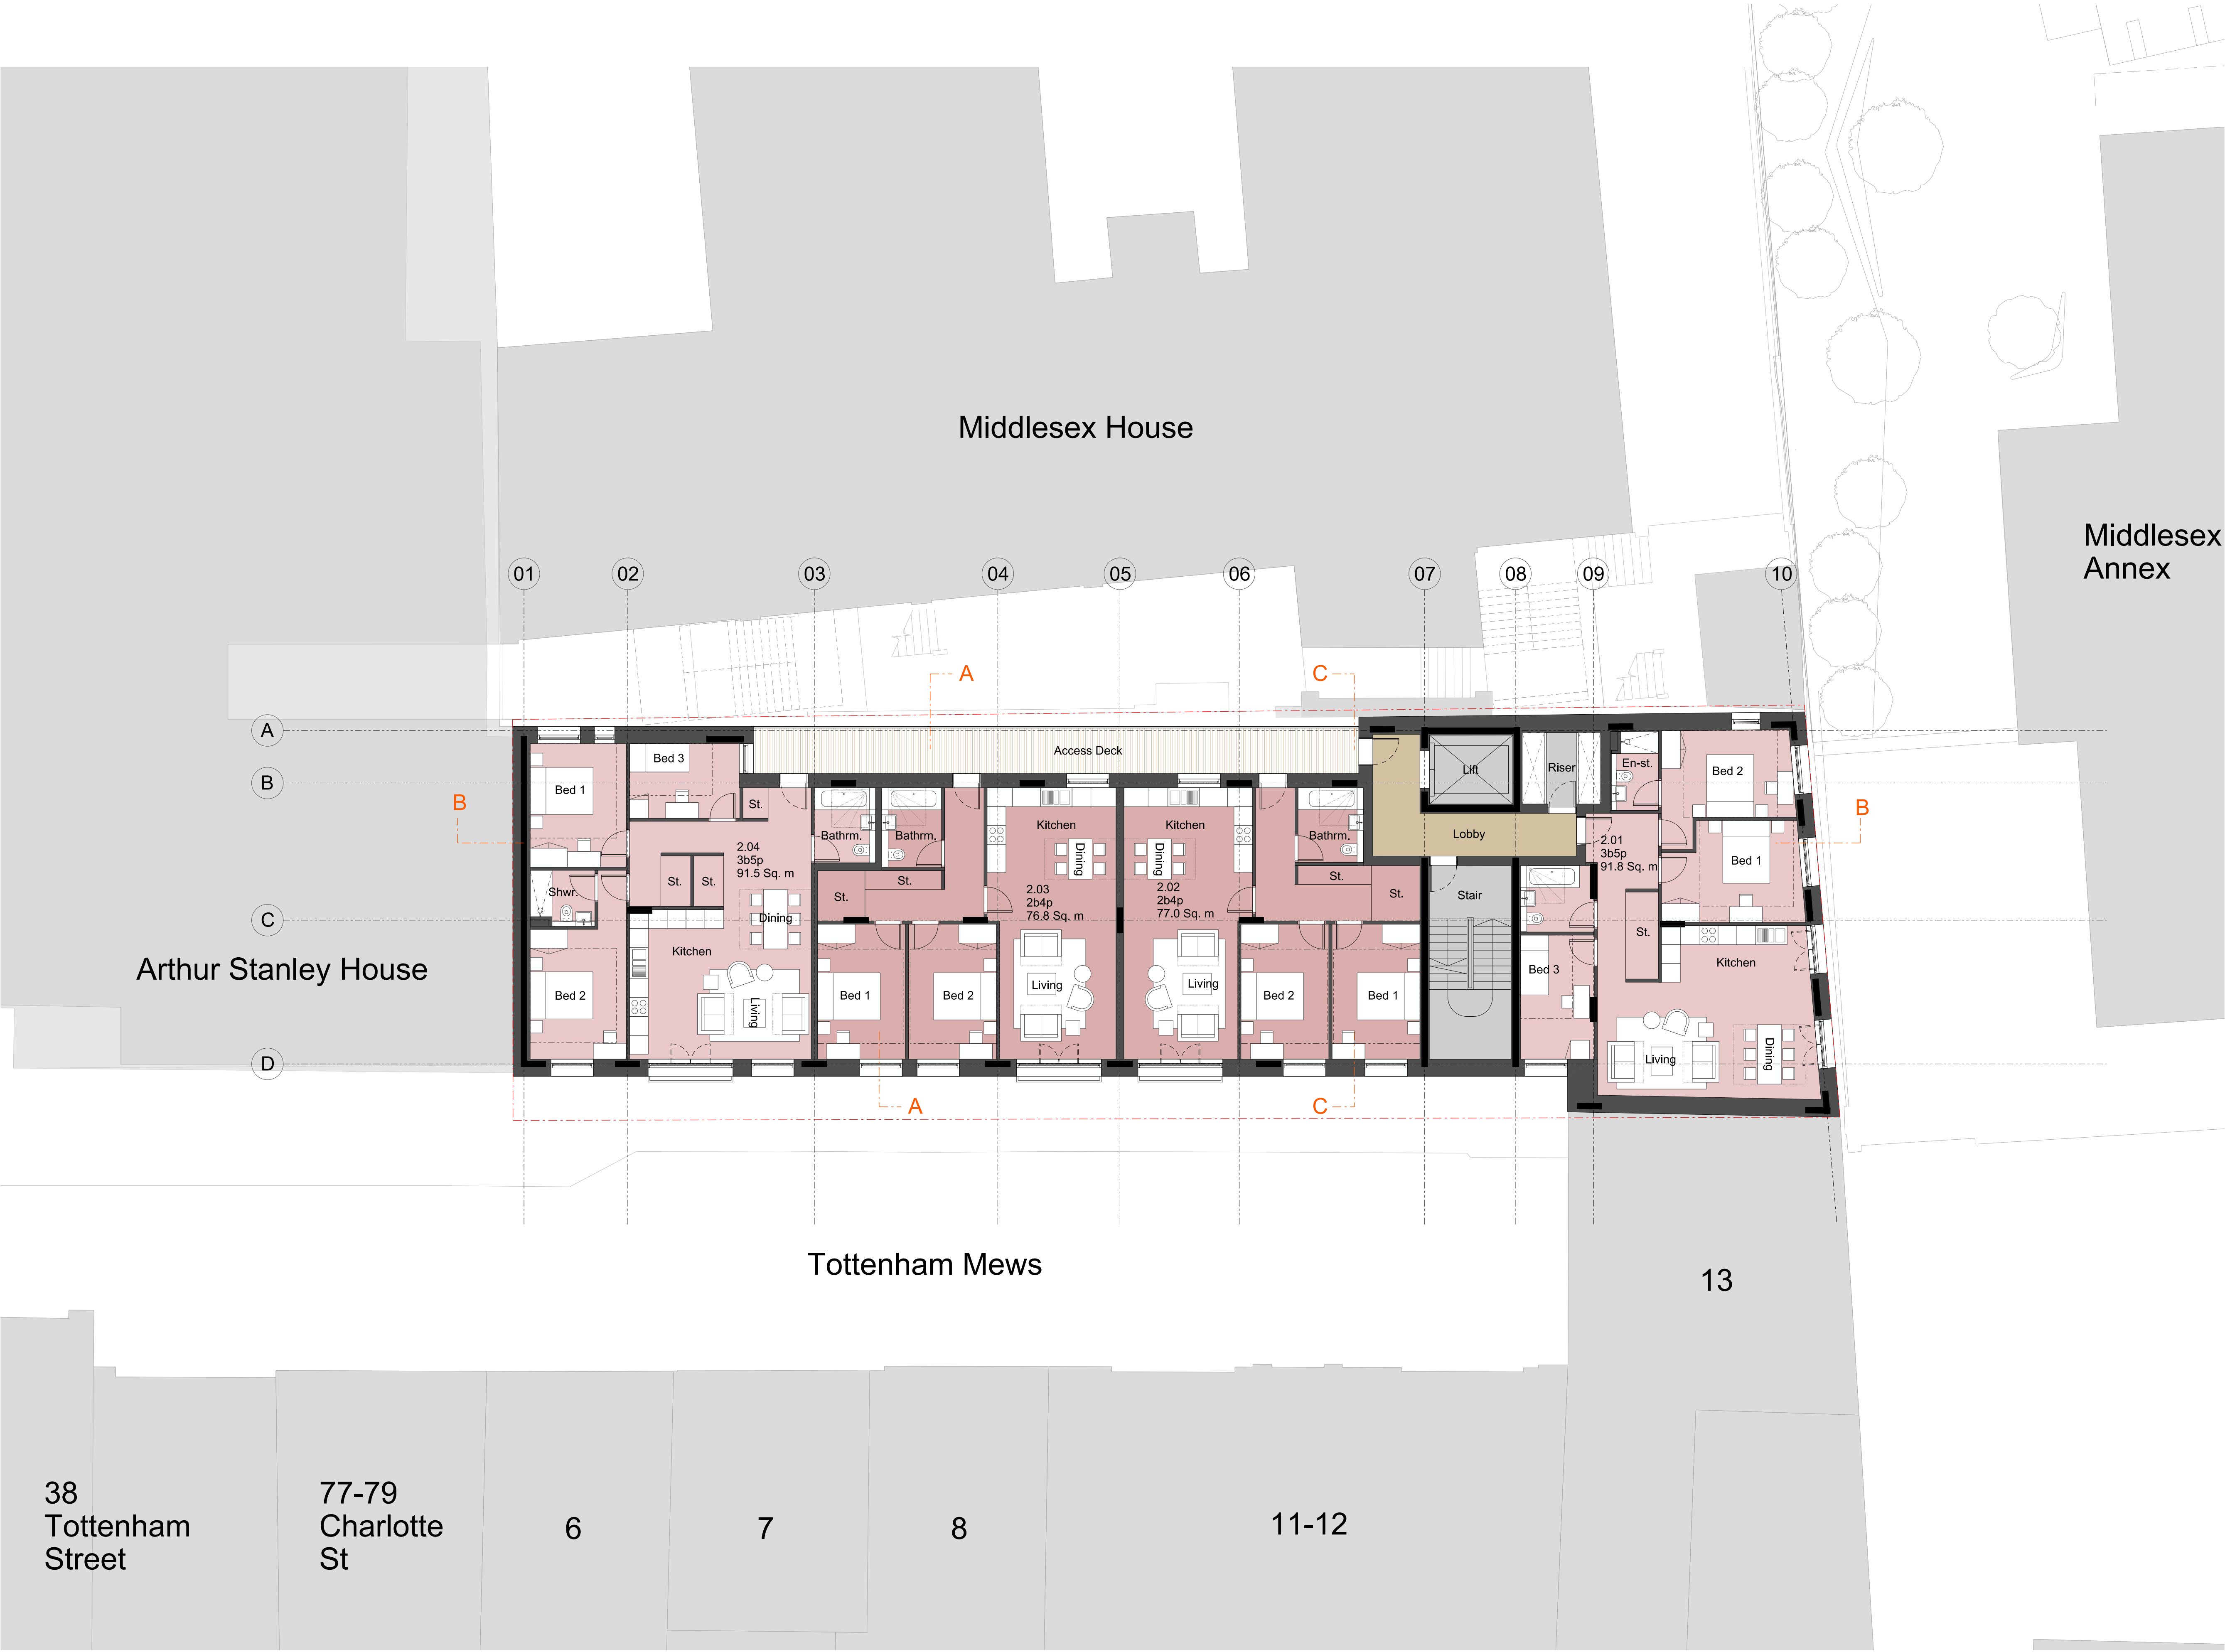 Middlesex House
Middlesex
Annex
01
02
03
04
05
06
07
08
09
10
A
C
A
B
C
D
Access Deck
B
B
Bed 1
Bed 3
St.
Bathrm.
Bathrm.
Kitchen
Dining
Kitchen
Dining
Bathrm.
Lobby
Lift
Riser
En-st.
Bed 2
2.04
3b5p
91.5 Sq. m
2.01
3b5p
91.8 Sq. m
Bed 1
Shwr.
St.
St.
St.
St.
2.03
2b4p
76.8 Sq. m
2.02
2b4p
77.0 Sq. m
St.
St.
Stair
Dining
St.
Arthur Stanley House
Kitchen
Bed 2
Living
Bed 1
Bed 2
Living
Living
Bed 2
Bed 1
Bed 3
Kitchen
Living
Dining
A
C
Tottenham Mews
13
38
Tottenham
Street
77-79
Charlotte
St
6
7
8
11-12